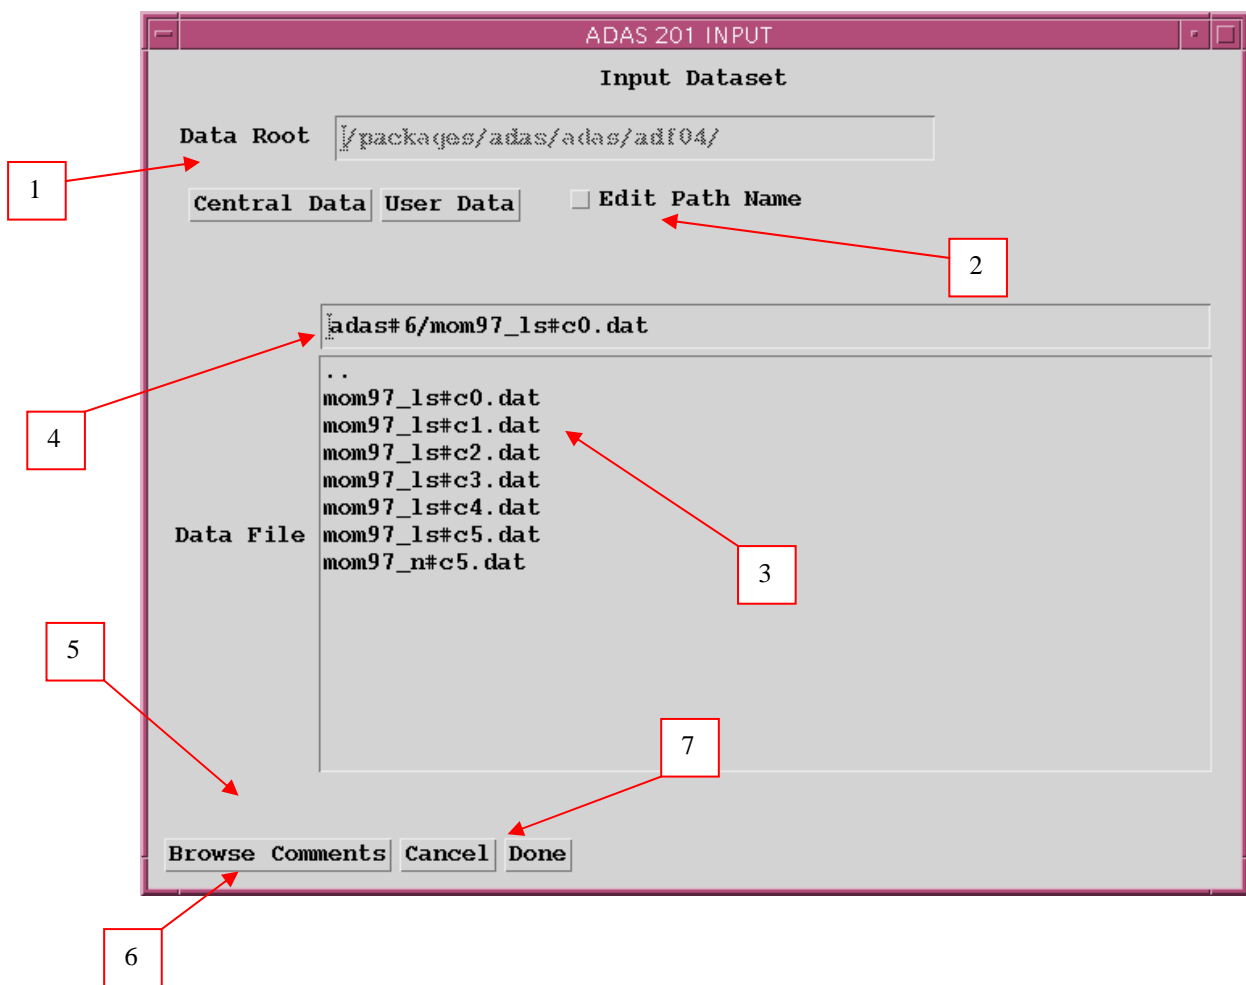 ADAS 201 INPUT
Input Dataset
Data Root /packages/adas/adas/adf04/
1
Central Data User Data Edit Path Name
2
adas#6/mom97_ls#c0.dat
..
mom97_ls#c0.dat
mom97_ls#c1.dat
4
mom97_ls#c2.dat
mom97_ls#c3.dat
mom97_ls#c4.dat
Data File mom97_ls#c5.dat
mom97_n#c5.dat
3
5
7
Browse Comments Cancel Done
6